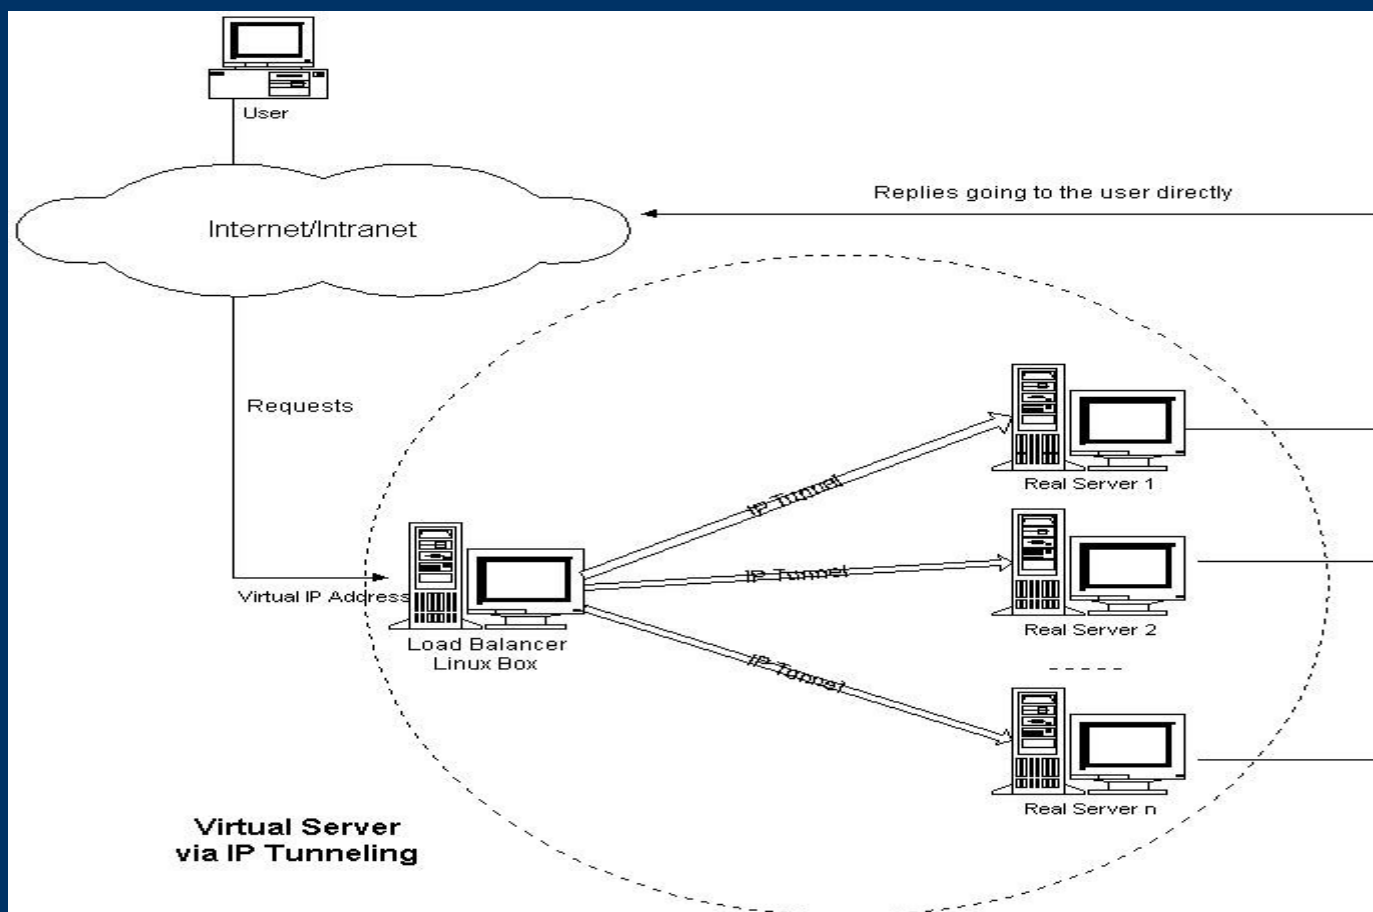 User
Internet/Intranet
Replies going to the user directly
Requests
Virtual IP Address
Load Balancer
Linux Box
IP Tunnel
IP Tunnel
IP Tunnel
Real Server 1
Real Server 2
Real Server n
Virtual Server
via IP Tunneling